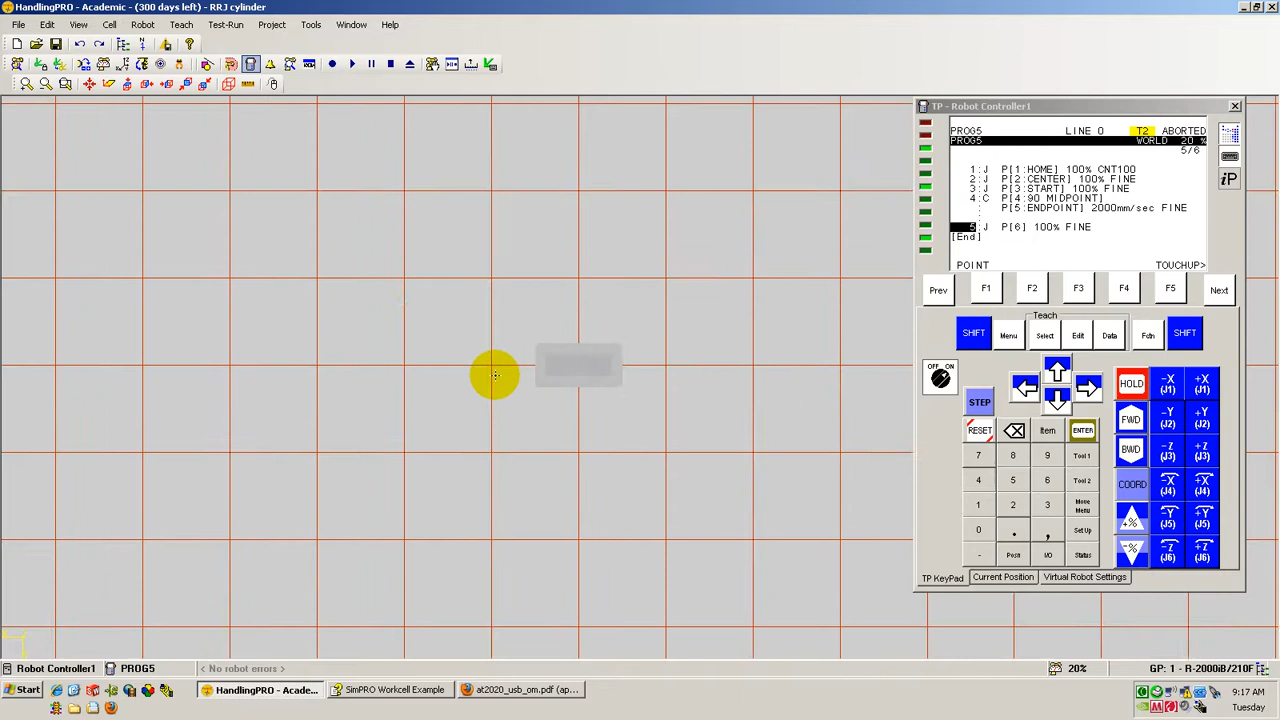 HandlingPRO - Academic - (300 days left) - RRJ cylinder
File Edit View Cell Robot Teach Test-Run Project Tools Window Help
TP - Robot Controller1
PROG5 LINE 0 T2 ABORTED
PROG5 WORLD 20 %
5/6
1:J P[1:HOME] 100% CNT100
2:J P[2:CENTER] 100% FINE
3:J P[3:START] 100% FINE
4:C P[4:90 MIDPOINT]
: P[5:ENDPOINT] 2000mm/sec FINE
5:J P[6] 100% FINE
[End]
POINT TOUCHUP>
iP
Prev F1 F2 F3 F4 F5 Next
Teach
SHIFT Menu Select Edit Data Fctn SHIFT
OFF ON
STEP
HOLD -X (J1) +X (J1)
FWD -Y (J2) +Y (J2)
RESET Item ENTER
BWD -Z (J3) +Z (J3)
7 8 9 Tool 1
4 5 6 Tool 2
COORD -X (J4) +X (J4)
1 2 3 Move Menu
+% -Y (J5) +Y (J5)
0 . , Set Up
- Posn I/O Status
-% -Z (J6) +Z (J6)
TP KeyPad Current Position Virtual Robot Settings
Robot Controller1 PROG5 < No robot errors > 20% GP: 1 - R-2000iB/210F
Start HandlingPRO - Acade... SimPRO Workcell Example at2020_usb_om.pdf (ap... 9:17 AM
Tuesday